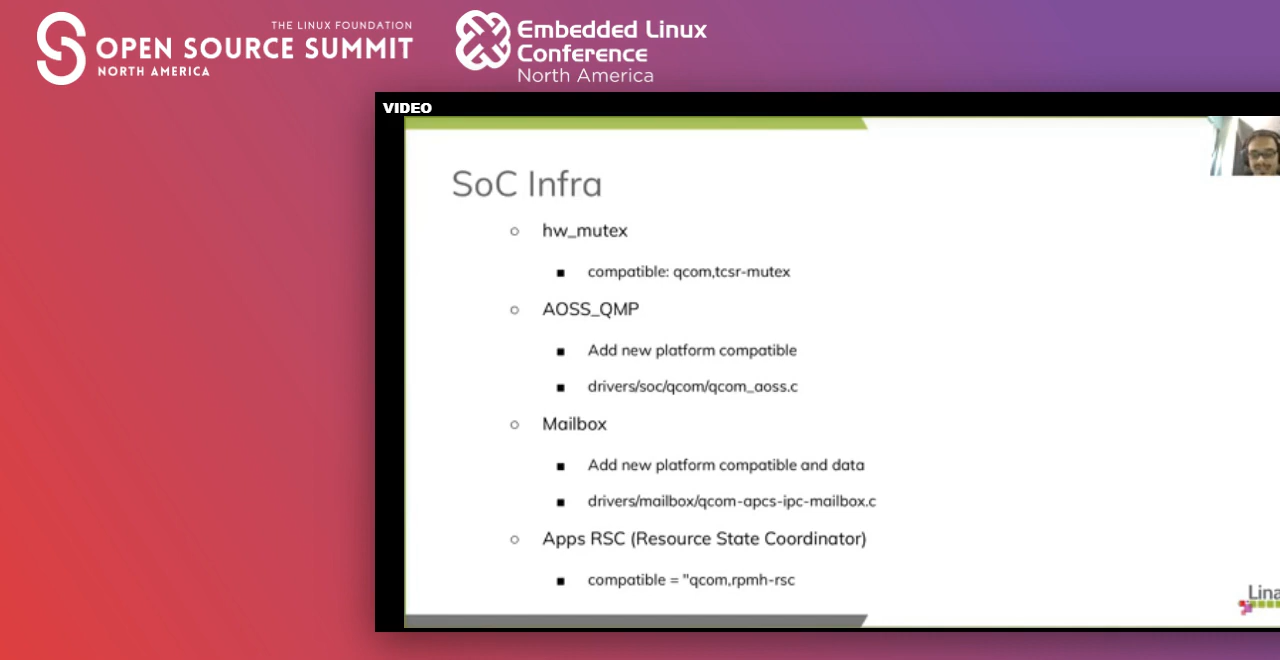 THE LINUX FOUNDATION
OPEN SOURCE SUMMIT
NORTH AMERICA
Embedded Linux
Conference
North America
VIDEO
SoC Infra
hw_mutex
compatible: qcom,tcsr-mutex
AOSS_QMP
Add new platform compatible
drivers/soc/qcom/qcom_aoss.c
Mailbox
Add new platform compatible and data
drivers/mailbox/qcom-apcs-ipc-mailbox.c
Apps RSC (Resource State Coordinator)
compatible = "qcom,rpmh-rsc
Lina